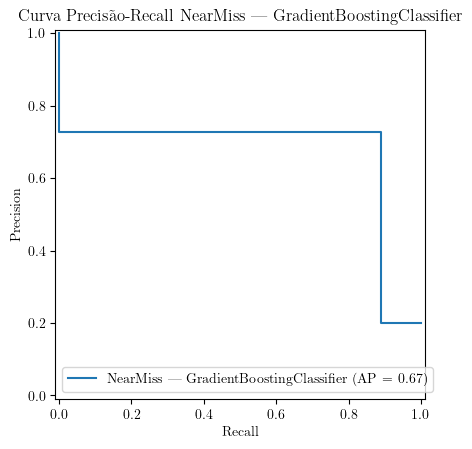 Curva Precisão-Recall NearMiss — GradientBoostingClassifier
1.0
0.8
0.6
0.4
0.2
0.0
Precision
NearMiss — GradientBoostingClassifier (AP = 0.67)
0.0 0.2 0.4 0.6 0.8 1.0
Recall